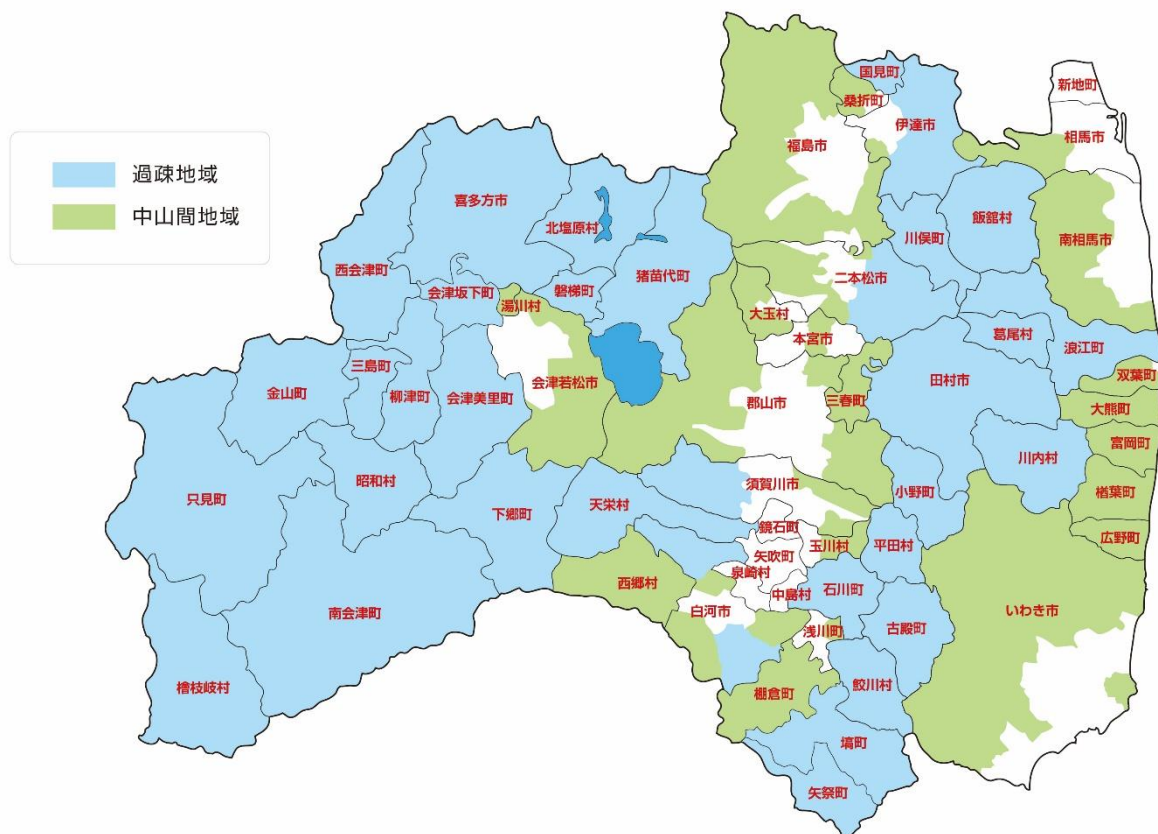 過疎地域
中山間地域
国見町
桑折町
新地町
伊達市
相馬市
福島市
喜多方市
北塩原村
飯舘村
川俣町
南相馬市
西会津町
猪苗代町
二本松市
会津坂下町
磐梯町
湯川村
大玉村
本宮市
葛尾村
浪江町
三島町
双葉町
金山町
柳津町
会津美里町
会津若松市
田村市
郡山市
三春町
大熊町
富岡町
川内村
昭和村
須賀川市
小野町
楢葉町
只見町
下郷町
天栄村
鏡石町
玉川村
平田村
広野町
矢吹町
泉崎村
西郷村
石川町
中島村
南会津町
白河市
いわき市
浅川町
古殿町
檜枝岐村
棚倉町
鮫川村
塙町
矢祭町